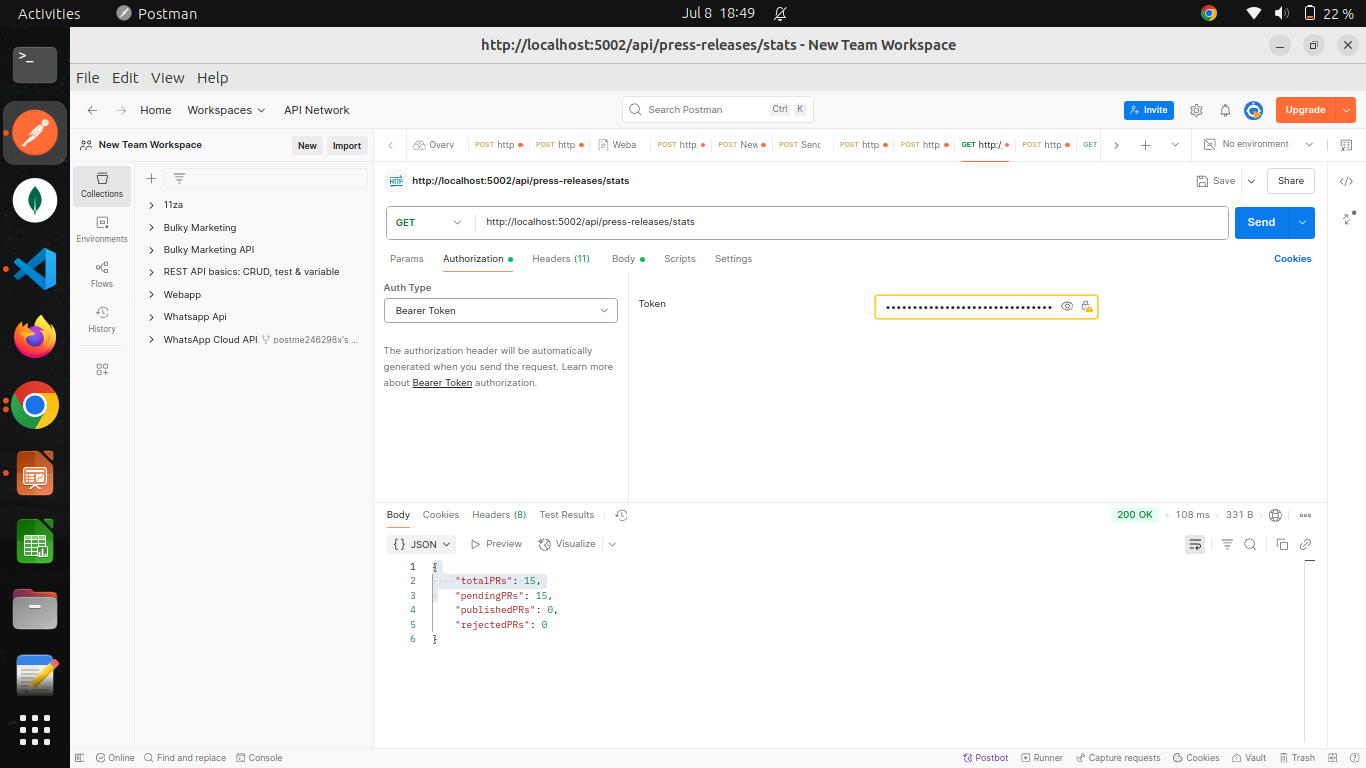 Activities Postman Jul 8 18:49 22 %
http://localhost:5002/api/press-releases/stats - New Team Workspace
File Edit View Help
Home Workspaces API Network Search Postman Ctrl K Invite Upgrade
New Team Workspace New Import Overv POST http POST http Weba POST http. POST New POST Senc POST http POST http GET http:/ POST http GET No environment
Collections
Environments
Flows
History
11za
Bulky Marketing
Bulky Marketing API
REST API basics: CRUD, test & variable
Webapp
Whatsapp Api
WhatsApp Cloud API postme246298x's ...
HTTP http://localhost:5002/api/press-releases/stats Save Share
GET http://localhost:5002/api/press-releases/stats Send
Params Authorization Headers (11) Body Scripts Settings Cookies
Auth Type
Bearer Token
Token
The authorization header will be automatically
generated when you send the request. Learn more
about Bearer Token authorization.
Body Cookies Headers (8) Test Results 200 OK 108 ms 331 B
{} JSON Preview Visualize
1 {
2 "totalPRs": 15,
3 "pendingPRs": 15,
4 "publishedPRs": 0,
5 "rejectedPRs": 0
6 }
Online Find and replace Console Postbot Runner Capture requests Cookies Vault Trash